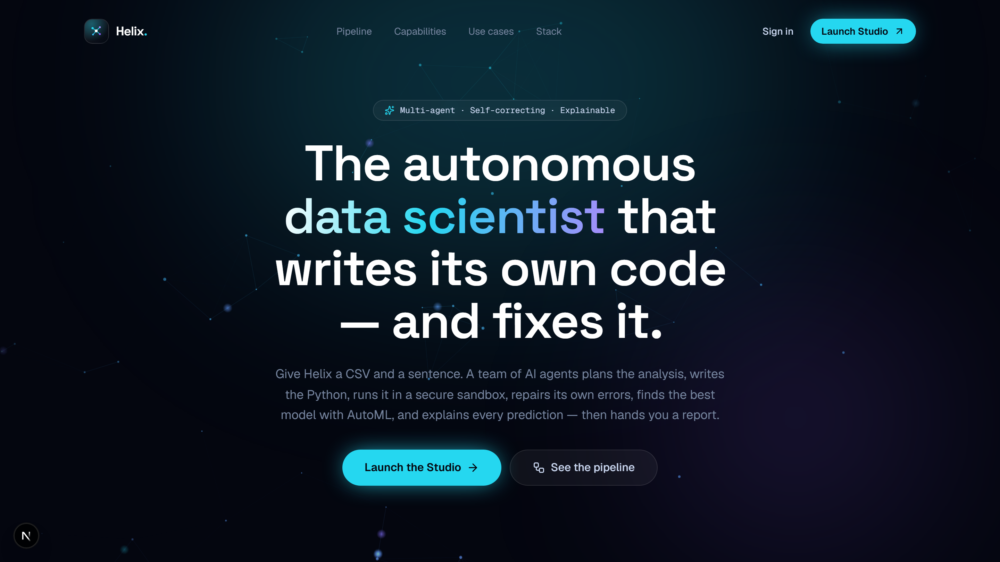 Helix.
Pipeline
Capabilities
Use cases
Stack
Sign in
Launch Studio
Multi-agent · Self-correcting · Explainable
The autonomous
data scientist that
writes its own code
— and fixes it.
Give Helix a CSV and a sentence. A team of AI agents plans the analysis, writes
the Python, runs it in a secure sandbox, repairs its own errors, finds the best
model with AutoML, and explains every prediction — then hands you a report.
Launch the Studio
See the pipeline
N